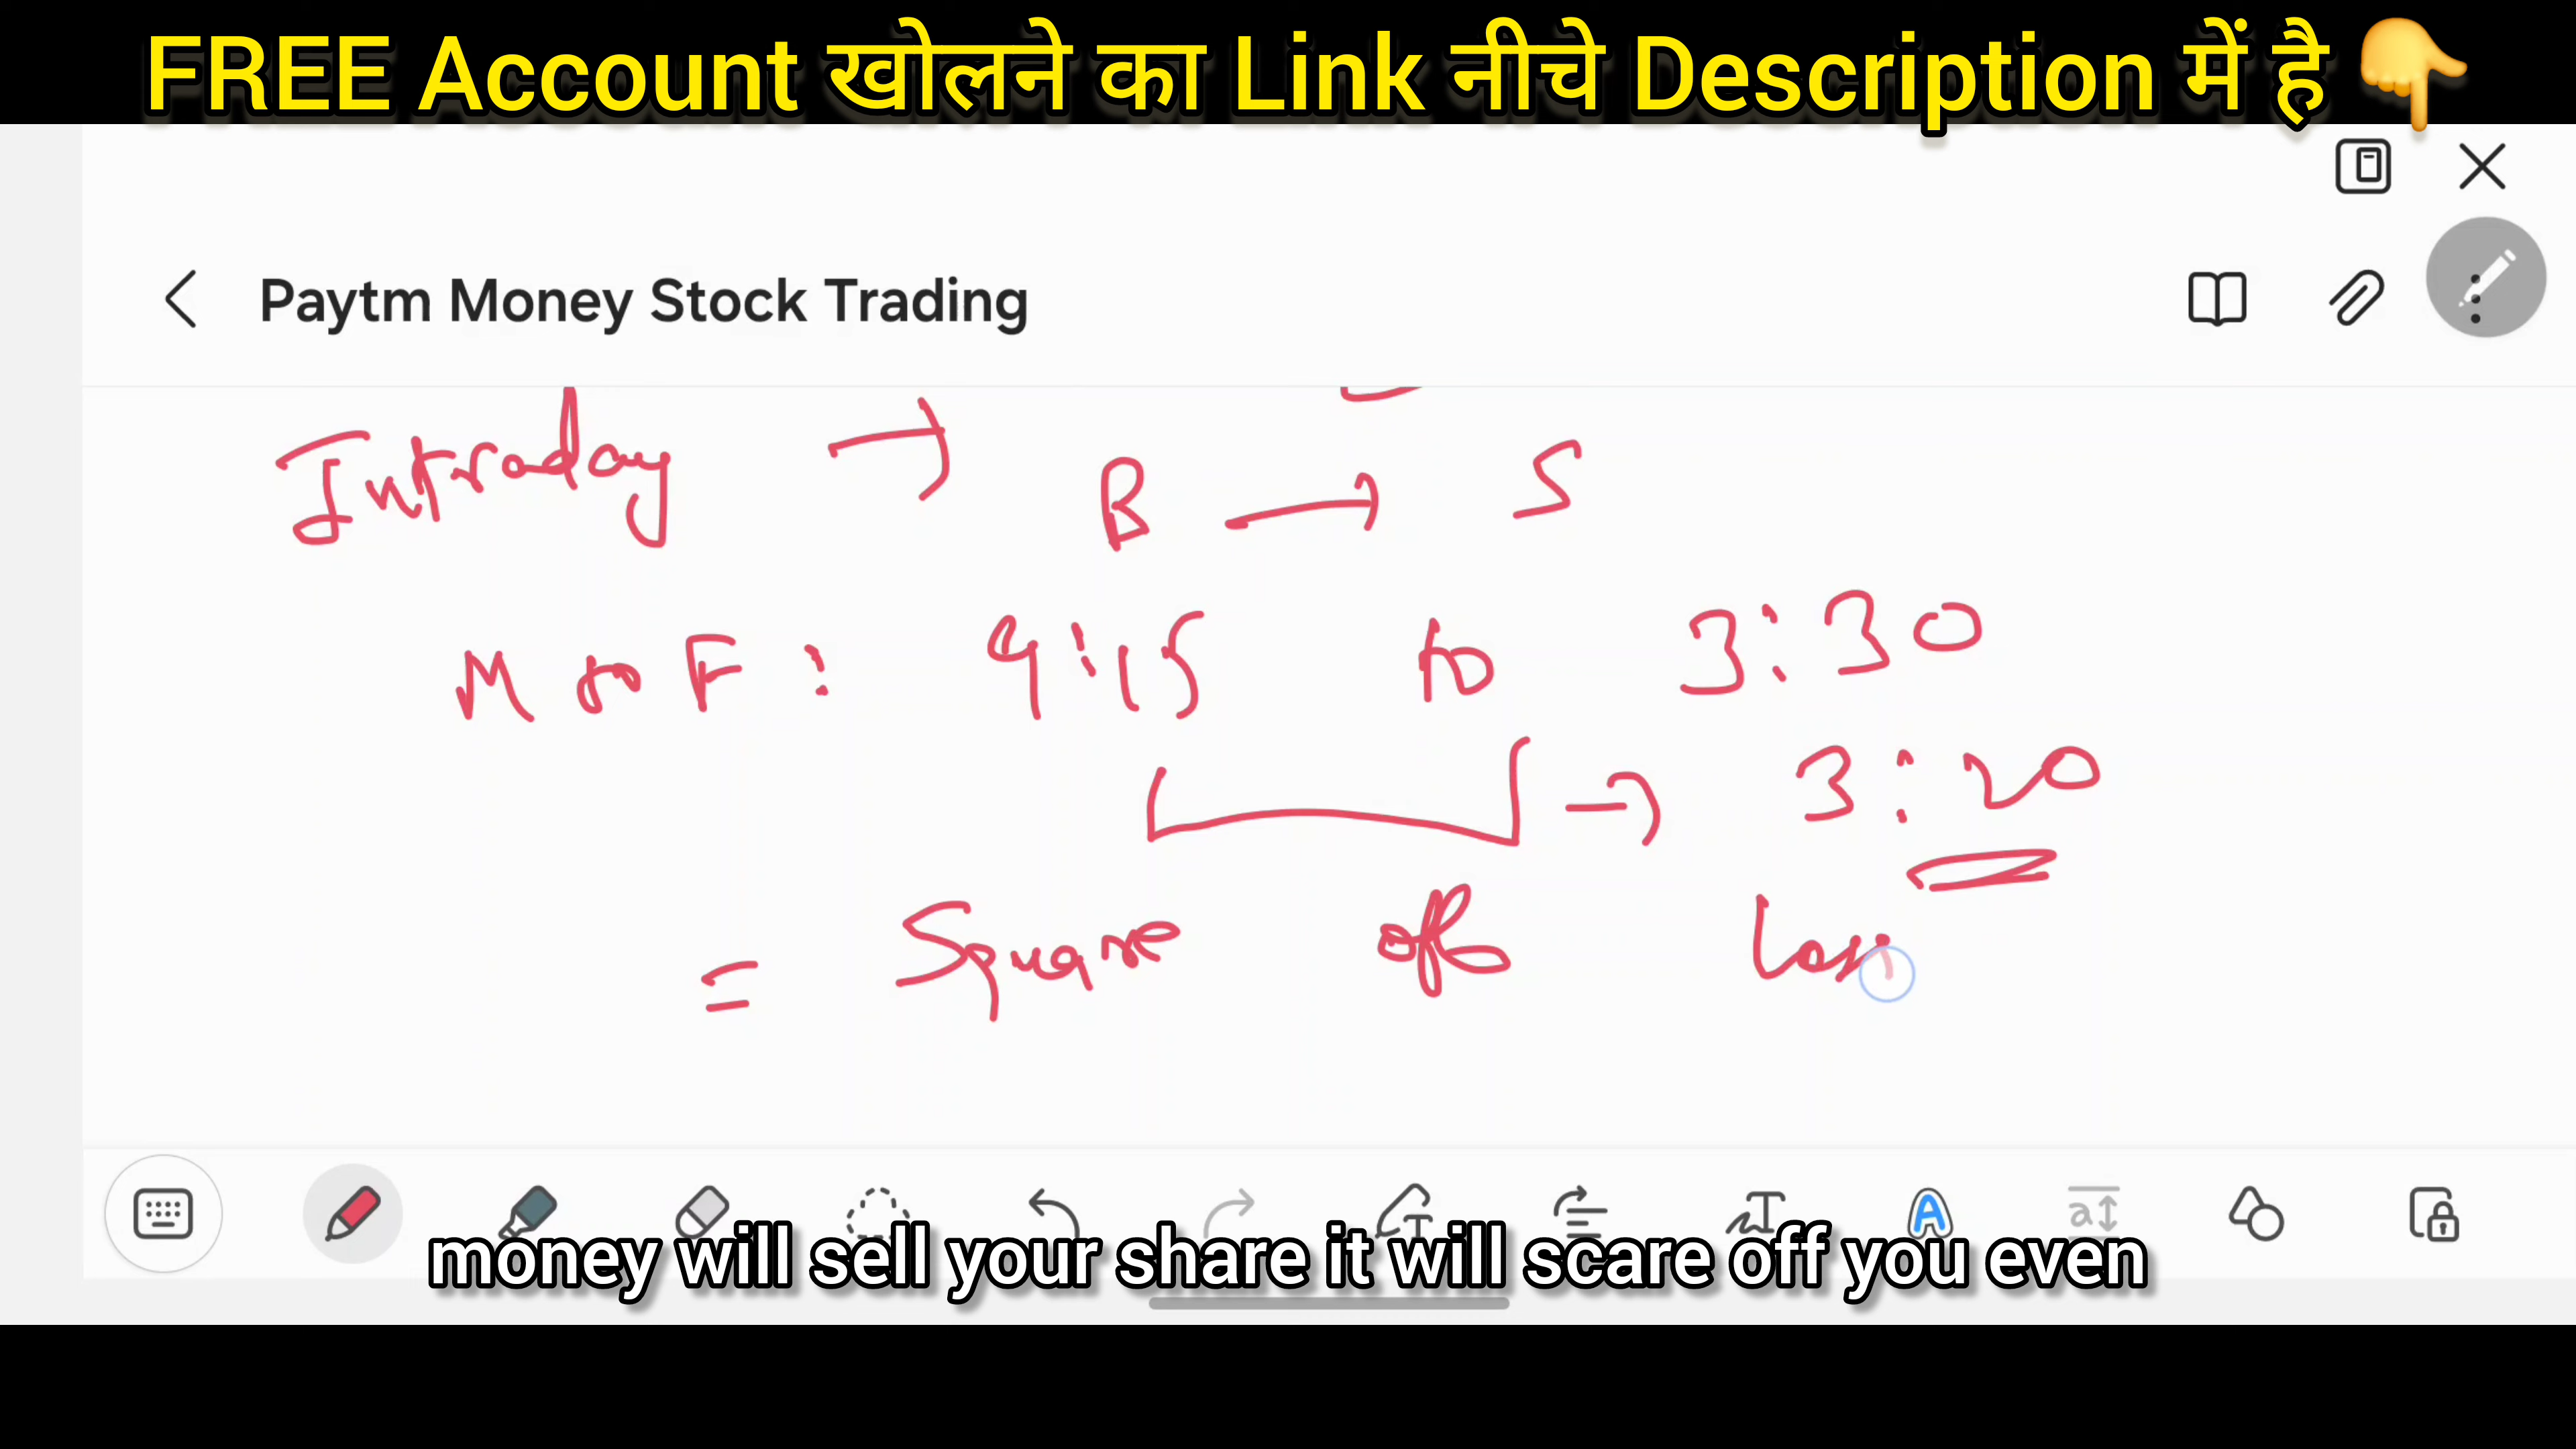 FREE Account खोलने का Link नीचे Description में है
Paytm Money Stock Trading
Intraday → B → S
M to F : 9:15 to 3:30
→ 3:20
= Square off Loss
money will sell your share it will scare off you even